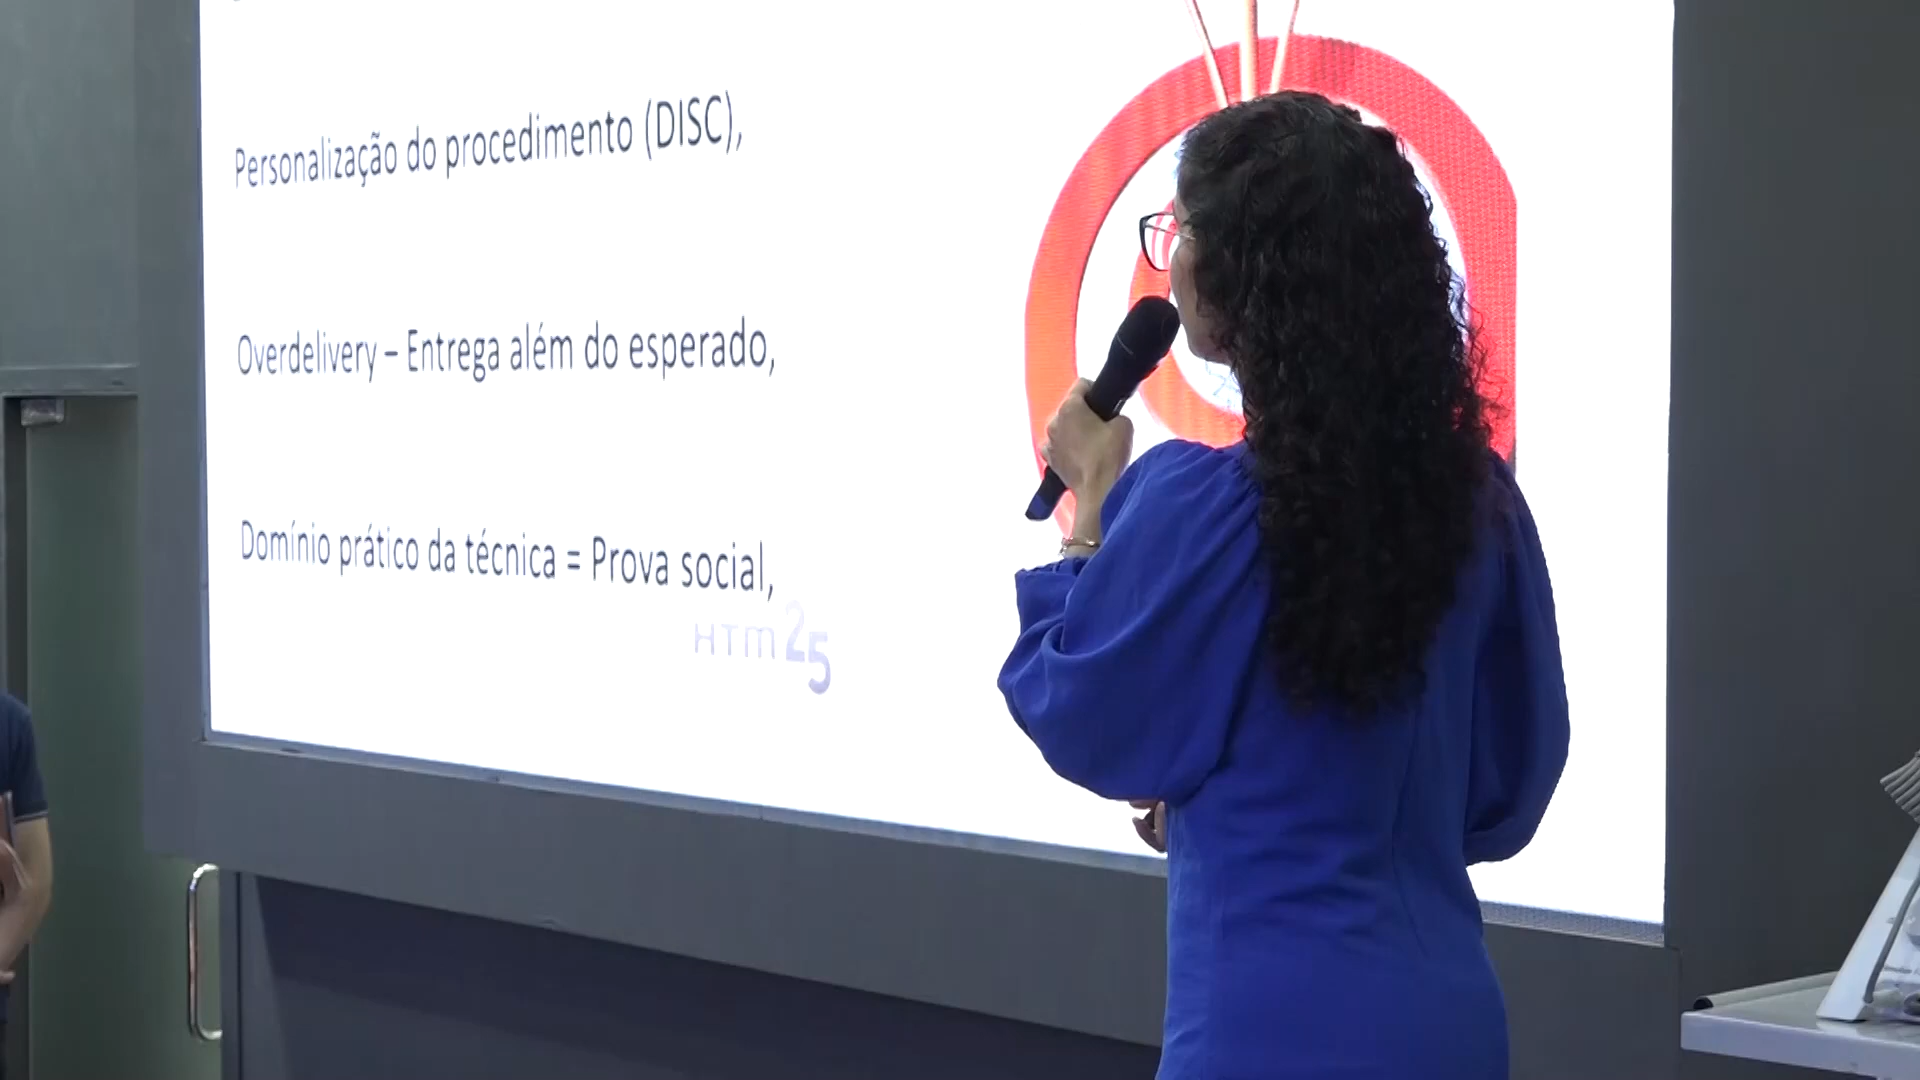 Personalização do procedimento (DISC),
Overdelivery – Entrega além do esperado,
Domínio prático da técnica = Prova social,
HTM 25